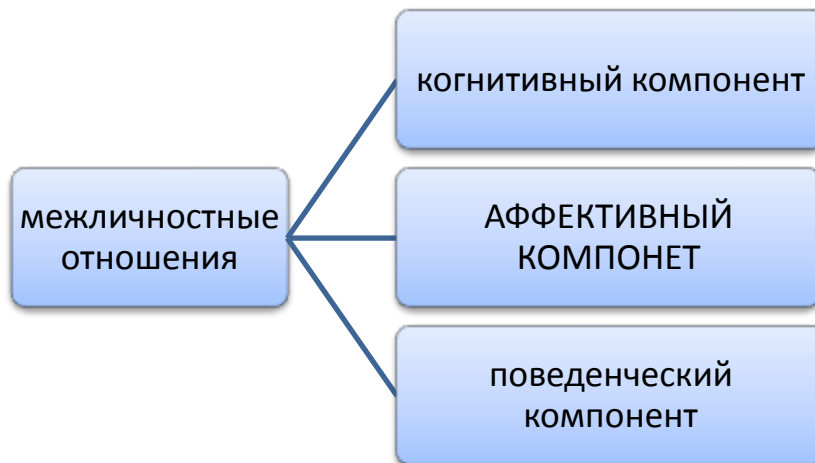 межличностные
отношения
когнитивный компонент
АФФЕКТИВНЫЙ
КОМПОНЕТ
поведенческий
компонент